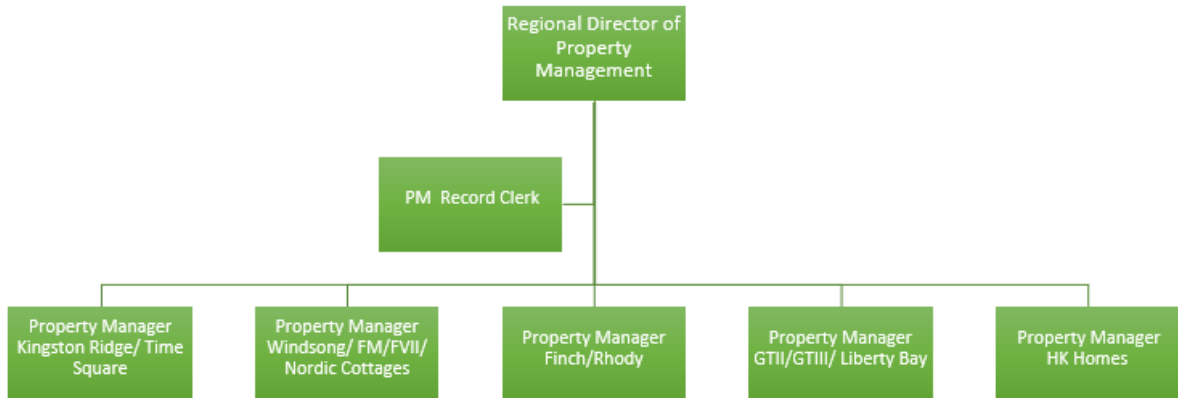 Regional Director of
Property
Management
PM Record Clerk
Property Manager
Kingston Ridge/ Time
Square
Property Manager
Windsong/ FM/FVII/
Nordic Cottages
Property Manager
Finch/Rhody
Property Manager
GTII/GTIII/ Liberty Bay
Property Manager
HK Homes